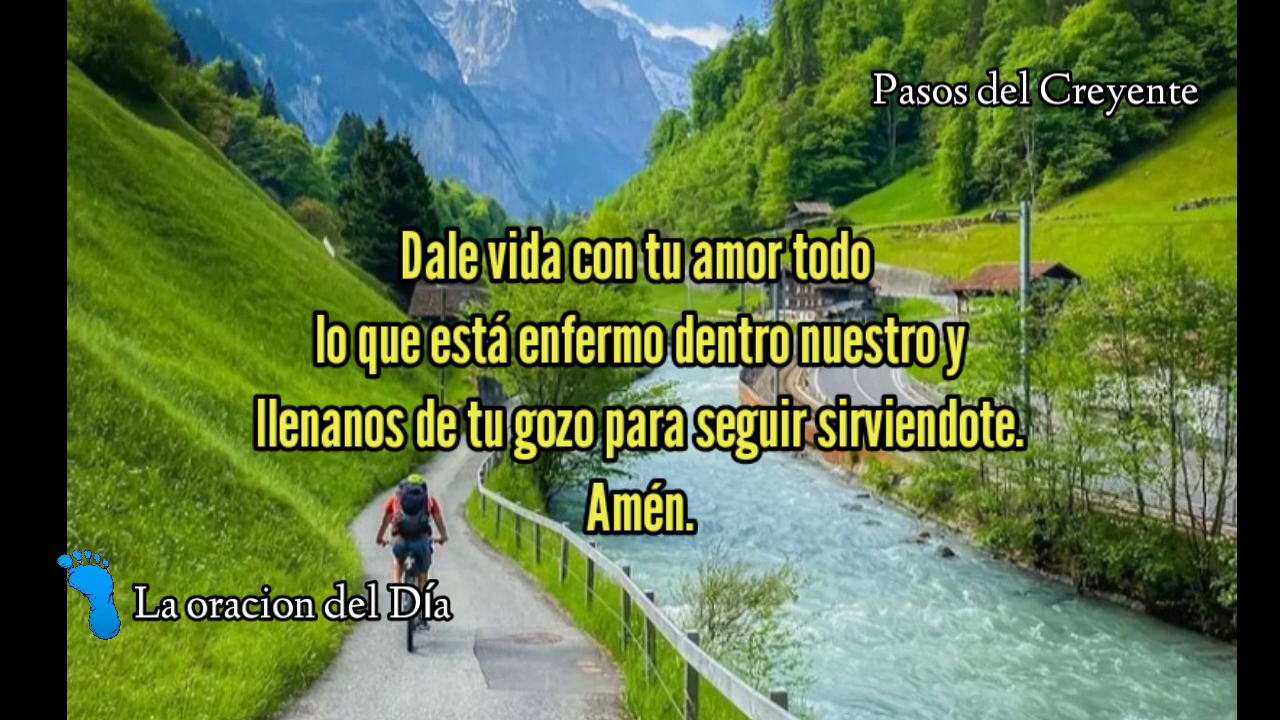 Pasos del Creyente
Dale vida con tu amor todo
lo que está enfermo dentro nuestro y
llenanos de tu gozo para seguir sirviendote.
Amén.
La oracion del Día